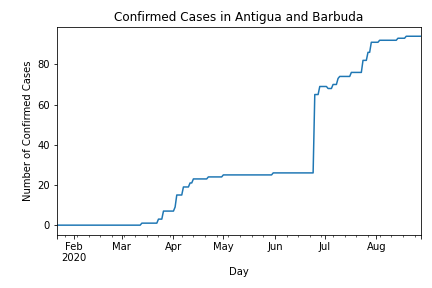 Confirmed Cases in Antigua and Barbuda
Number of Confirmed Cases
80
60
40
20
0
Feb Mar Apr May Jun Jul Aug
2020
Day